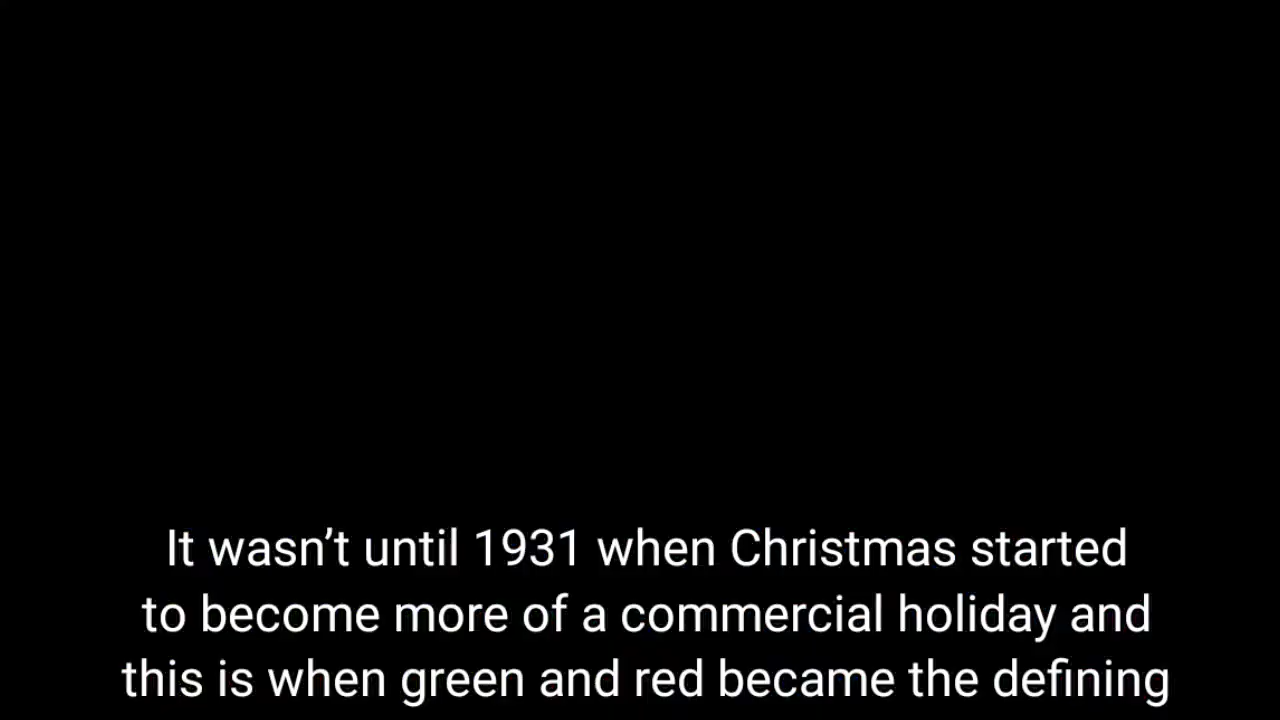 It wasn’t until 1931 when Christmas started
to become more of a commercial holiday and
this is when green and red became the defining